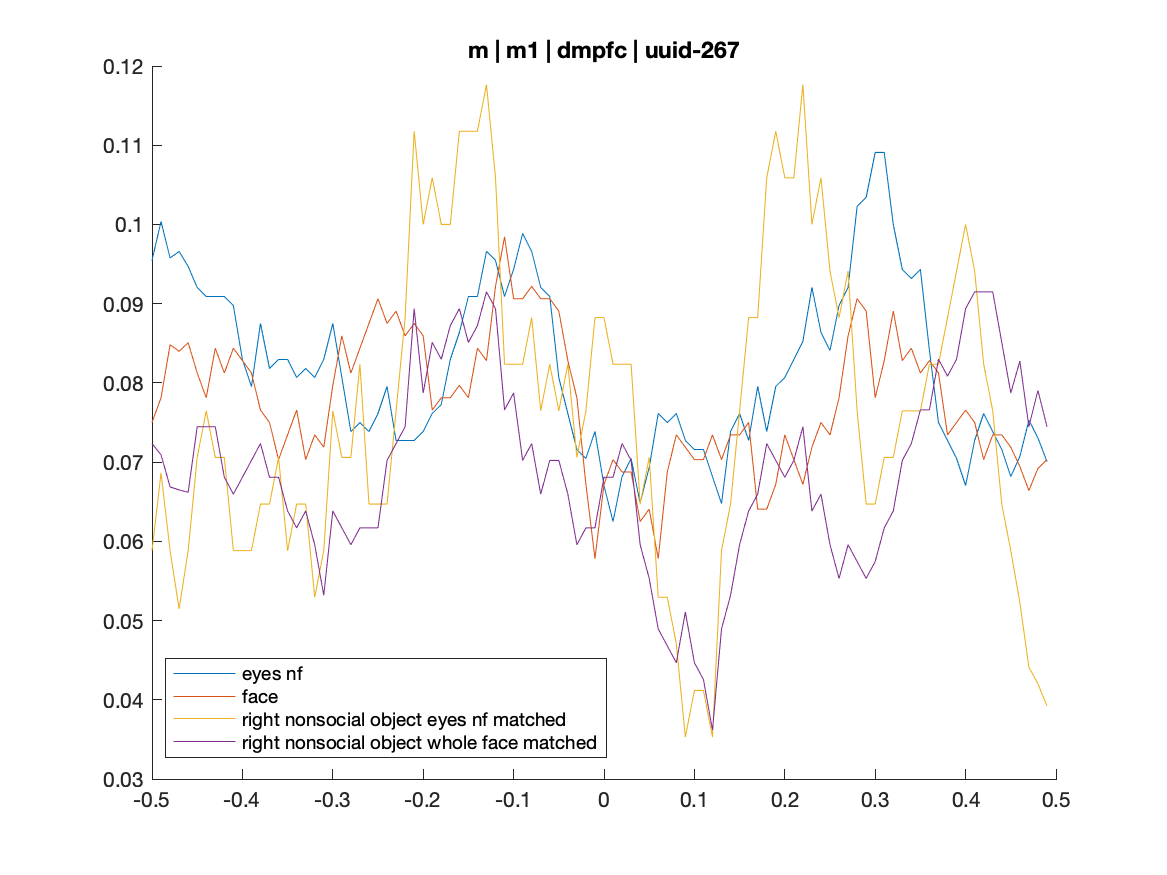 m | m1 | dmpfc | uuid-267
0.12
0.11
0.1
0.09
0.08
0.07
0.06
0.05
0.04
0.03
eyes nf
face
right nonsocial object eyes nf matched
right nonsocial object whole face matched
-0.5 -0.4 -0.3 -0.2 -0.1 0 0.1 0.2 0.3 0.4 0.5